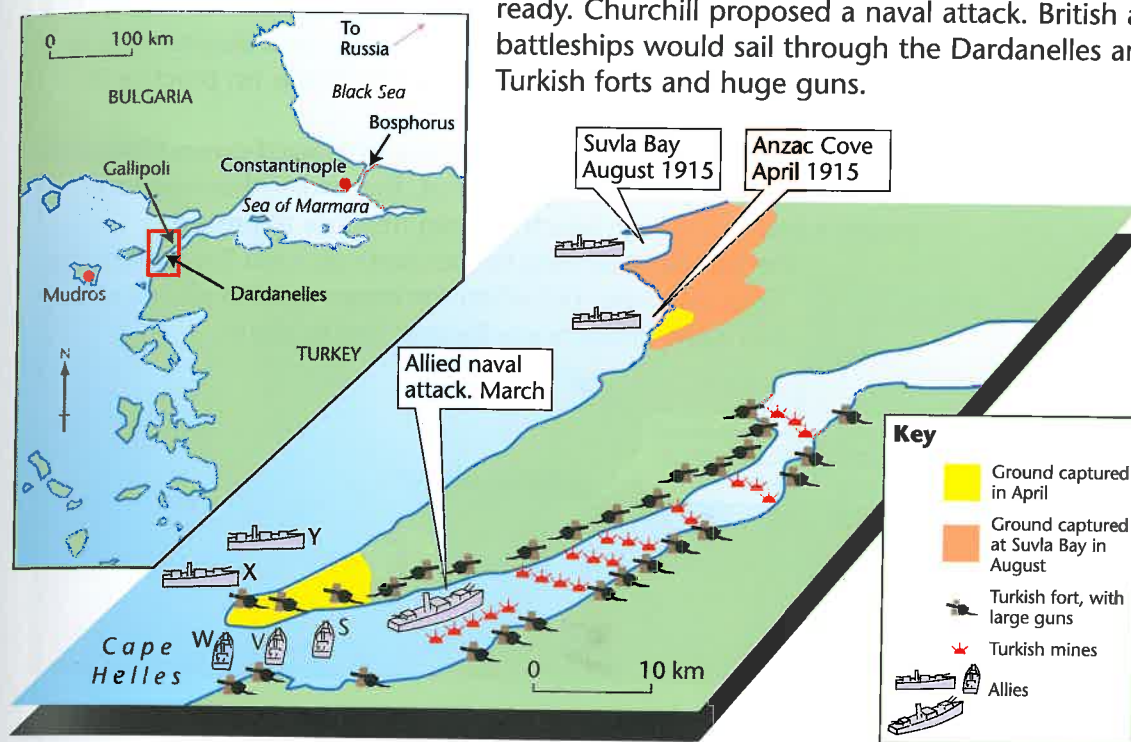 ready. Churchill proposed a naval attack. British a
battleships would sail through the Dardanelles ar
Turkish forts and huge guns.
0 100 km
To
Russia
BULGARIA
Black Sea
Bosphorus
Gallipoli
Constantinople
Sea of Marmara
Mudros
Dardanelles
N
TURKEY
Suvla Bay
August 1915
Anzac Cove
April 1915
Allied naval
attack. March
Y
X
W
V
S
Cape
Helles
0 10 km
Key
Ground captured
in April
Ground captured
at Suvla Bay in
August
Turkish fort, with
large guns
Turkish mines
Allies